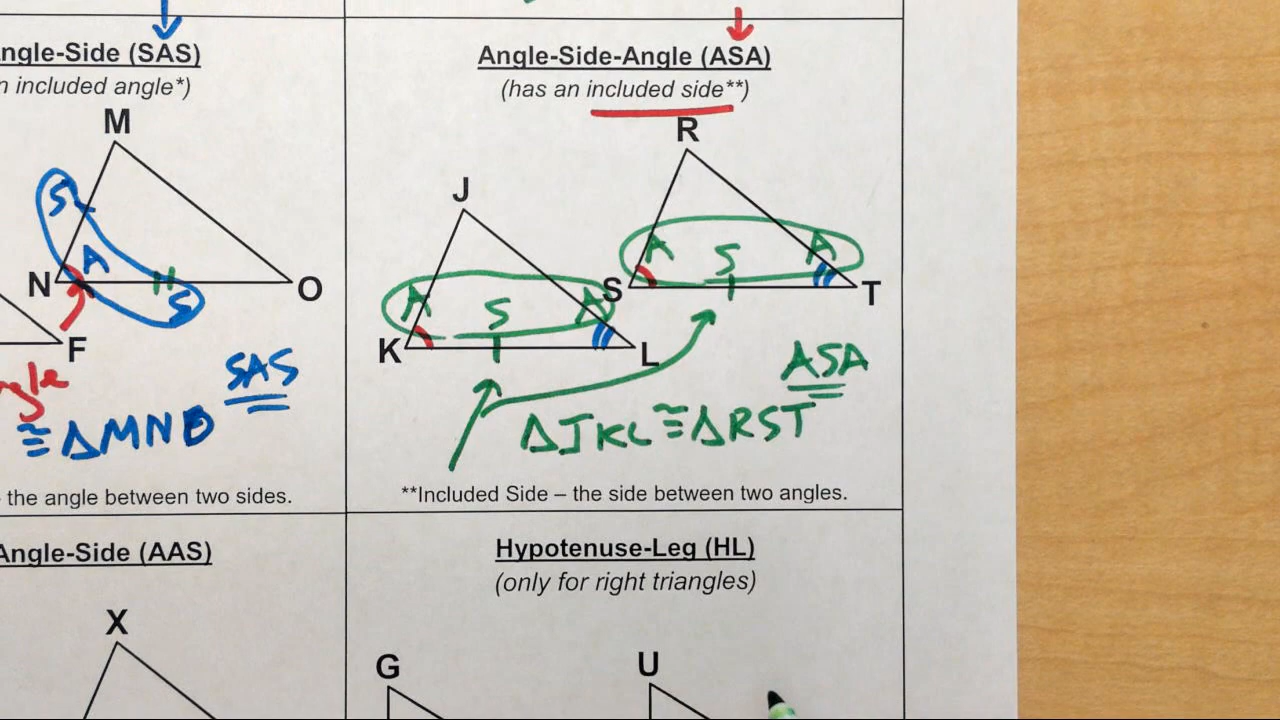 ngle-Side (SAS)
n included angle*)
M
S
A
N
S
O
F
ngle
SAS
≅ ΔMNO
the angle between two sides.
Angle-Side-Angle (ASA)
(has an included side**)
R
J
A
S
A
S
T
A
S
A
K
L
ASA
ΔJKL ≅ ΔRST
**Included Side – the side between two angles.
Angle-Side (AAS)
X
Hypotenuse-Leg (HL)
(only for right triangles)
G
U